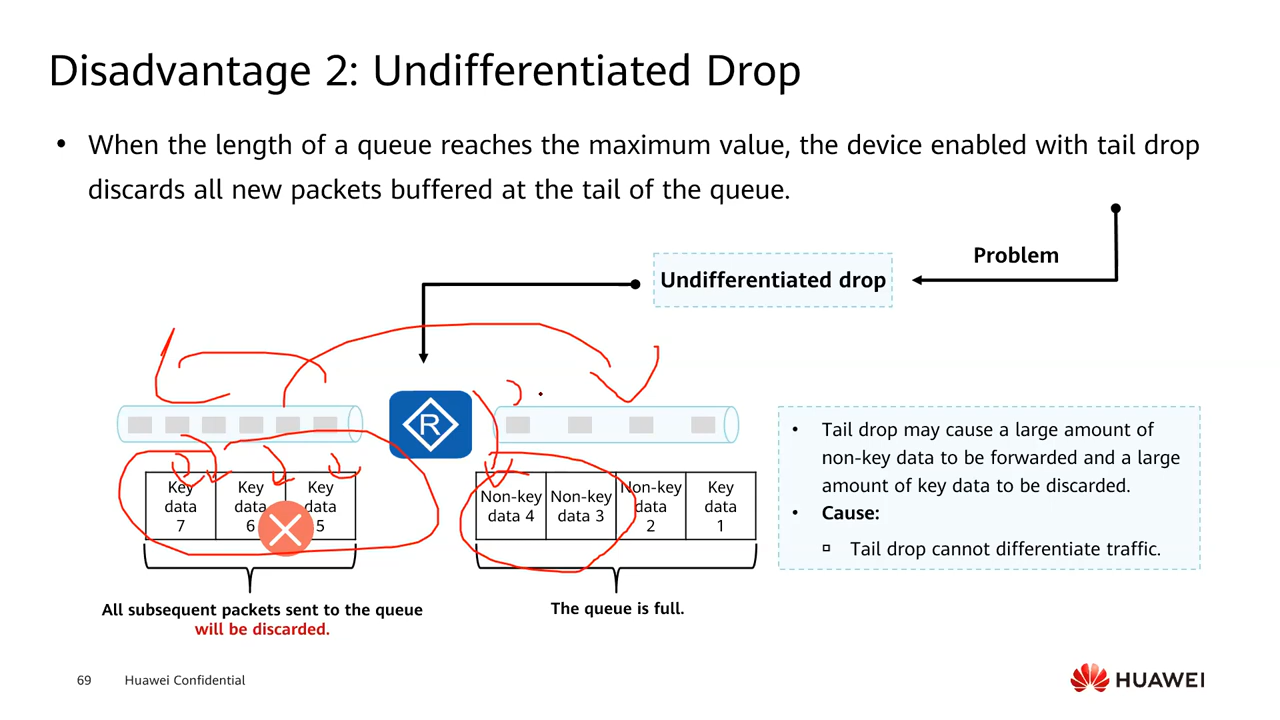 Disadvantage 2: Undifferentiated Drop
• When the length of a queue reaches the maximum value, the device enabled with tail drop
discards all new packets buffered at the tail of the queue.
Problem
Undifferentiated drop
R
Key
data
7
Key
data
6
Key
data
5
Non-key
data 4
Non-key
data 3
Non-key
data
2
Key
data
1
All subsequent packets sent to the queue
will be discarded.
The queue is full.
• Tail drop may cause a large amount of
non-key data to be forwarded and a large
amount of key data to be discarded.
• Cause:
Tail drop cannot differentiate traffic.
69 Huawei Confidential
HUAWEI